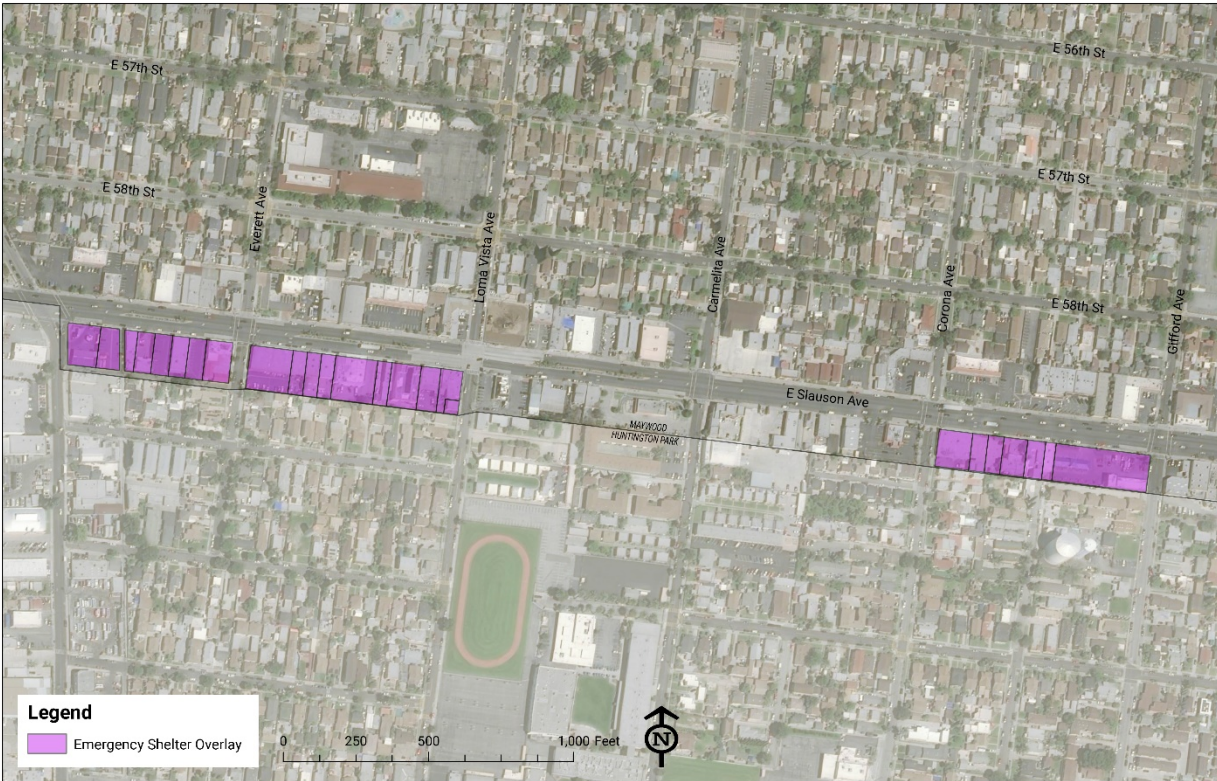 E 56th St
E 57th St
E 57th St
E 58th St
Everett Ave
Loma Vista Ave
Carmelita Ave
Corona Ave
E 58th St
Gifford Ave
E Slauson Ave
MAYWOOD
HUNTINGTON PARK
Legend
Emergency Shelter Overlay
0 250 500 1,000 Feet
N